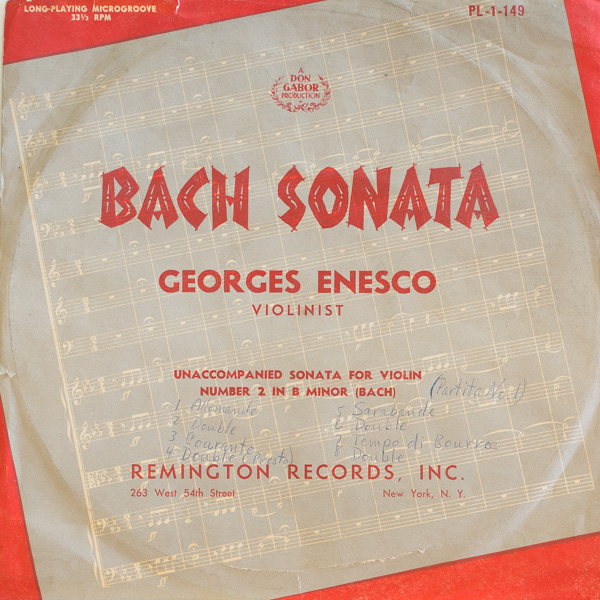 LONG-PLAYING MICROGROOVE
33⅓ RPM
PL-1-149
A
DON
GABOR
PRODUCTION
BACH SONATA
GEORGES ENESCO
VIOLINIST
UNACCOMPANIED SONATA FOR VIOLIN
NUMBER 2 IN B MINOR (BACH) (Partita No. 1)
1 Allemande
2 Double
3 Courante
4 Double (Presto)
5 Sarabande
6 Double
7 Tempo di Bourree
8 Double
REMINGTON RECORDS, INC.
263 West 54th Street New York, N. Y.